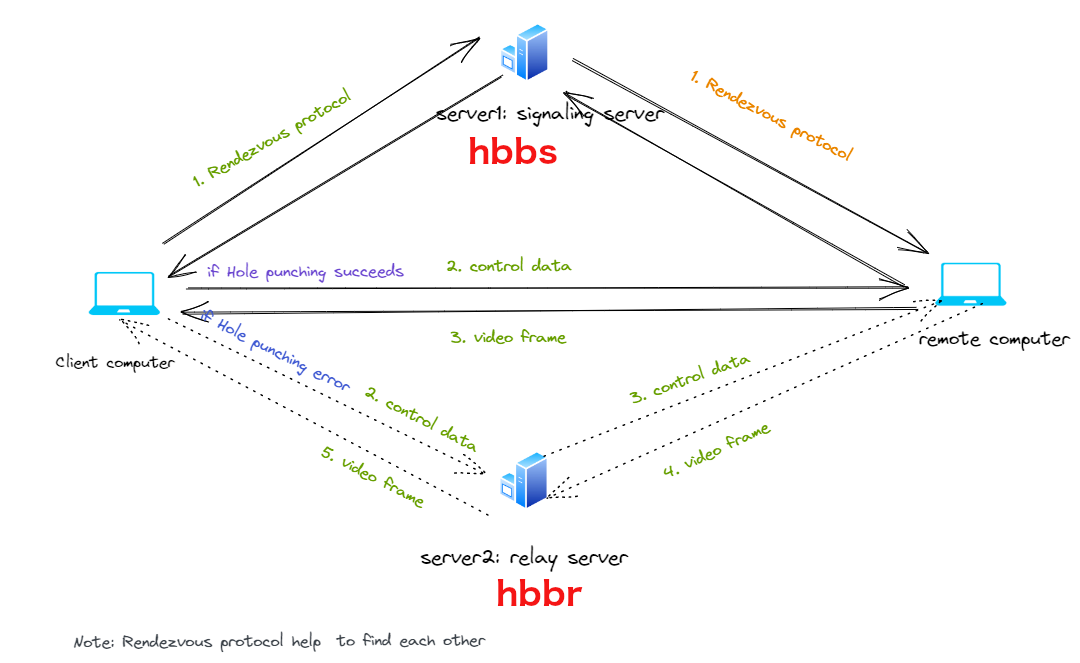 1. Rendezvous protocol
1. Rendezvous protocol
server1: signaling server
hbbs
if Hole punching succeeds
2. control data
3. video frame
if Hole punching error
Client computer
remote computer
2. control data
3. control data
5. video frame
4. video frame
server2: relay server
hbbr
Note: Rendezvous protocol help to find each other